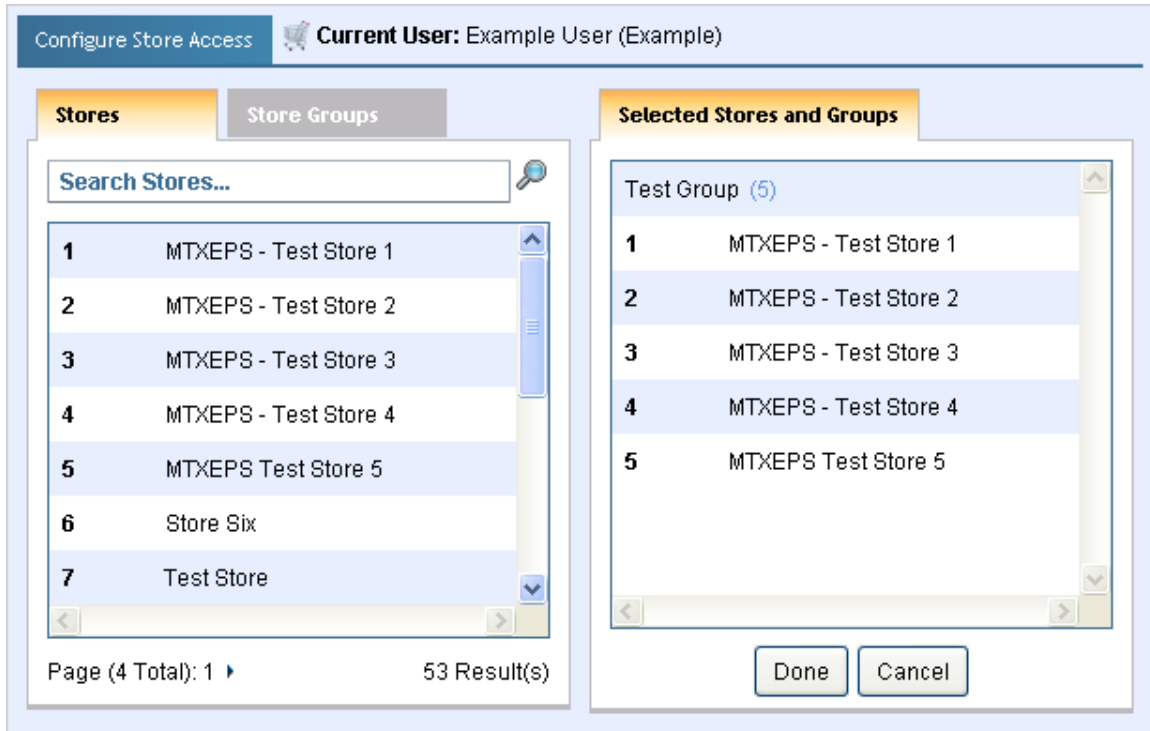 Configure Store Access Current User: Example User (Example)
Stores Store Groups
Search Stores...
1 MTXEPS - Test Store 1
2 MTXEPS - Test Store 2
3 MTXEPS - Test Store 3
4 MTXEPS - Test Store 4
5 MTXEPS Test Store 5
6 Store Six
7 Test Store
Page (4 Total): 1 53 Result(s)
Selected Stores and Groups
Test Group (5)
1 MTXEPS - Test Store 1
2 MTXEPS - Test Store 2
3 MTXEPS - Test Store 3
4 MTXEPS - Test Store 4
5 MTXEPS Test Store 5
Done Cancel